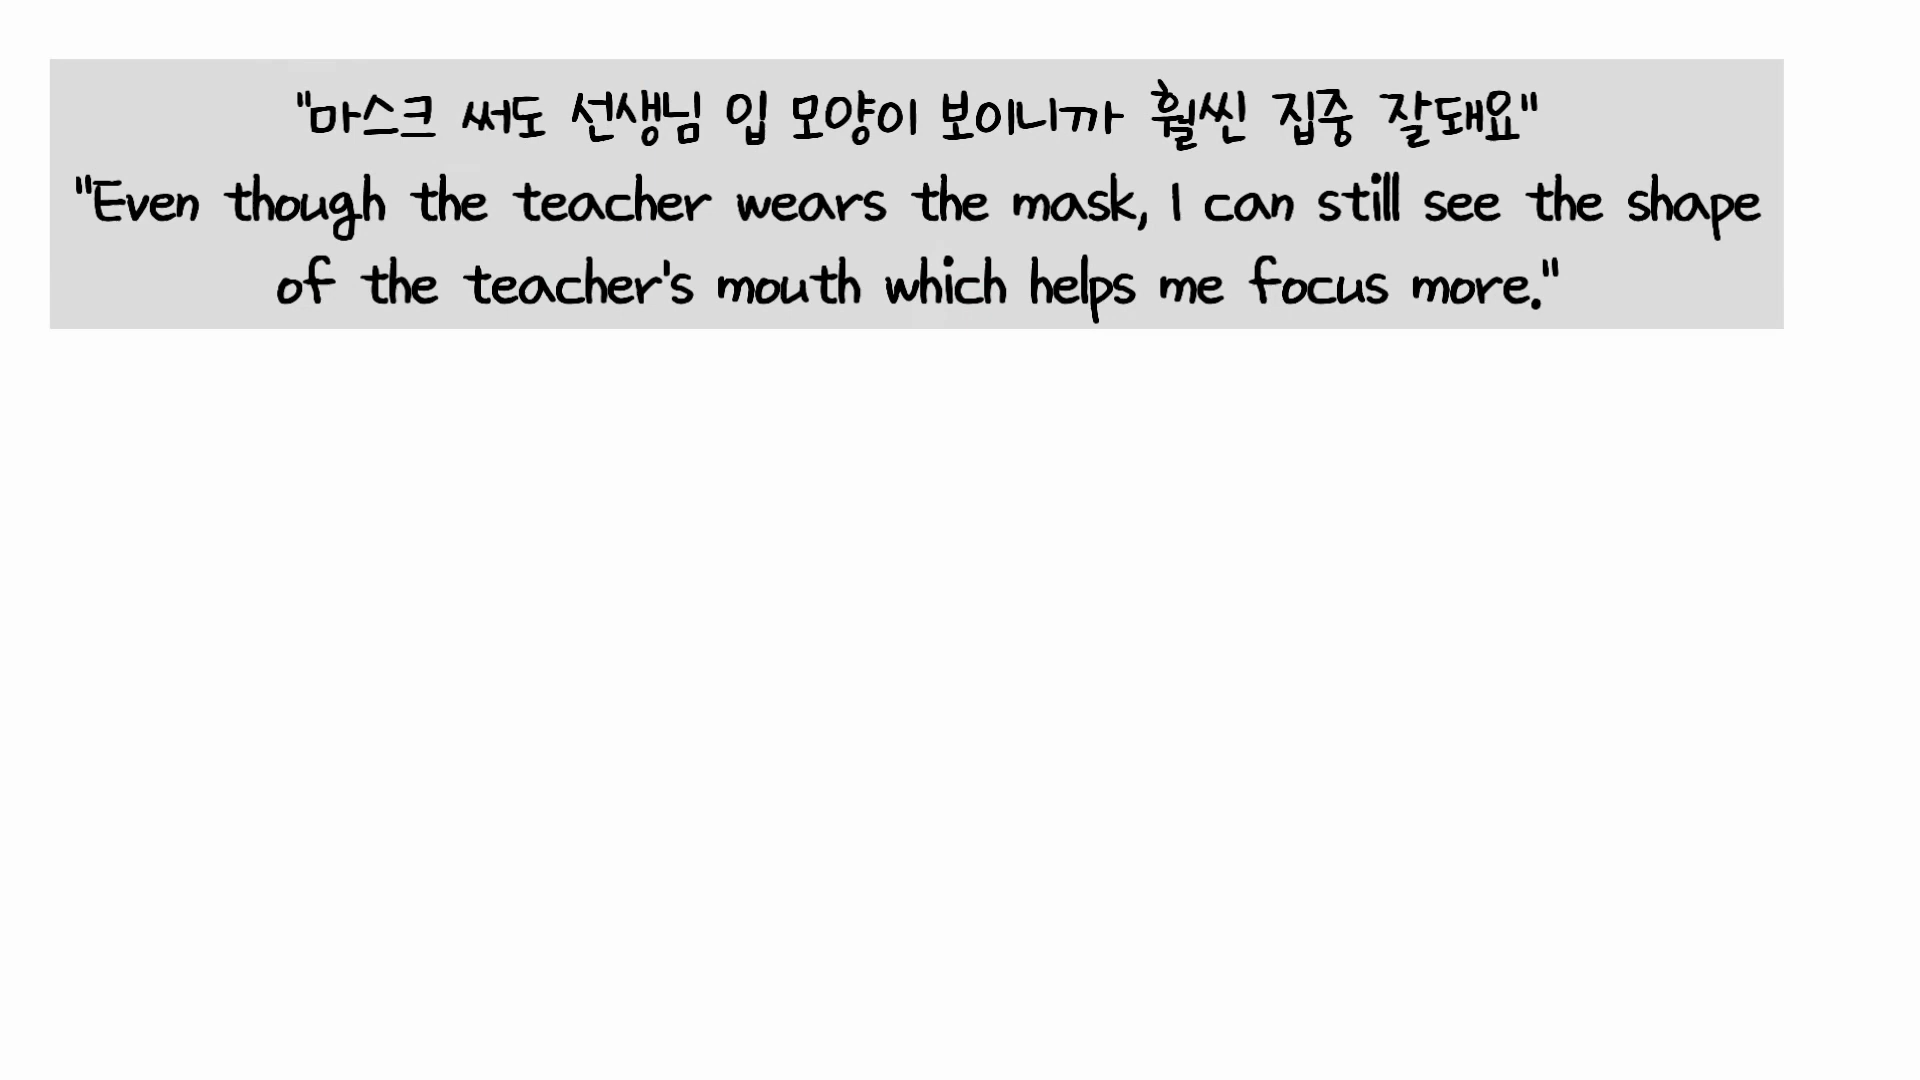 "마스크 써도 선생님 입 모양이 보이니까 훨씬 집중 잘돼요"
"Even though the teacher wears the mask, I can still see the shape
of the teacher's mouth which helps me focus more."